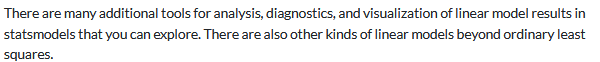 There are many additional tools for analysis, diagnostics, and visualization of linear model results in
statsmodels that you can explore. There are also other kinds of linear models beyond ordinary least
squares.